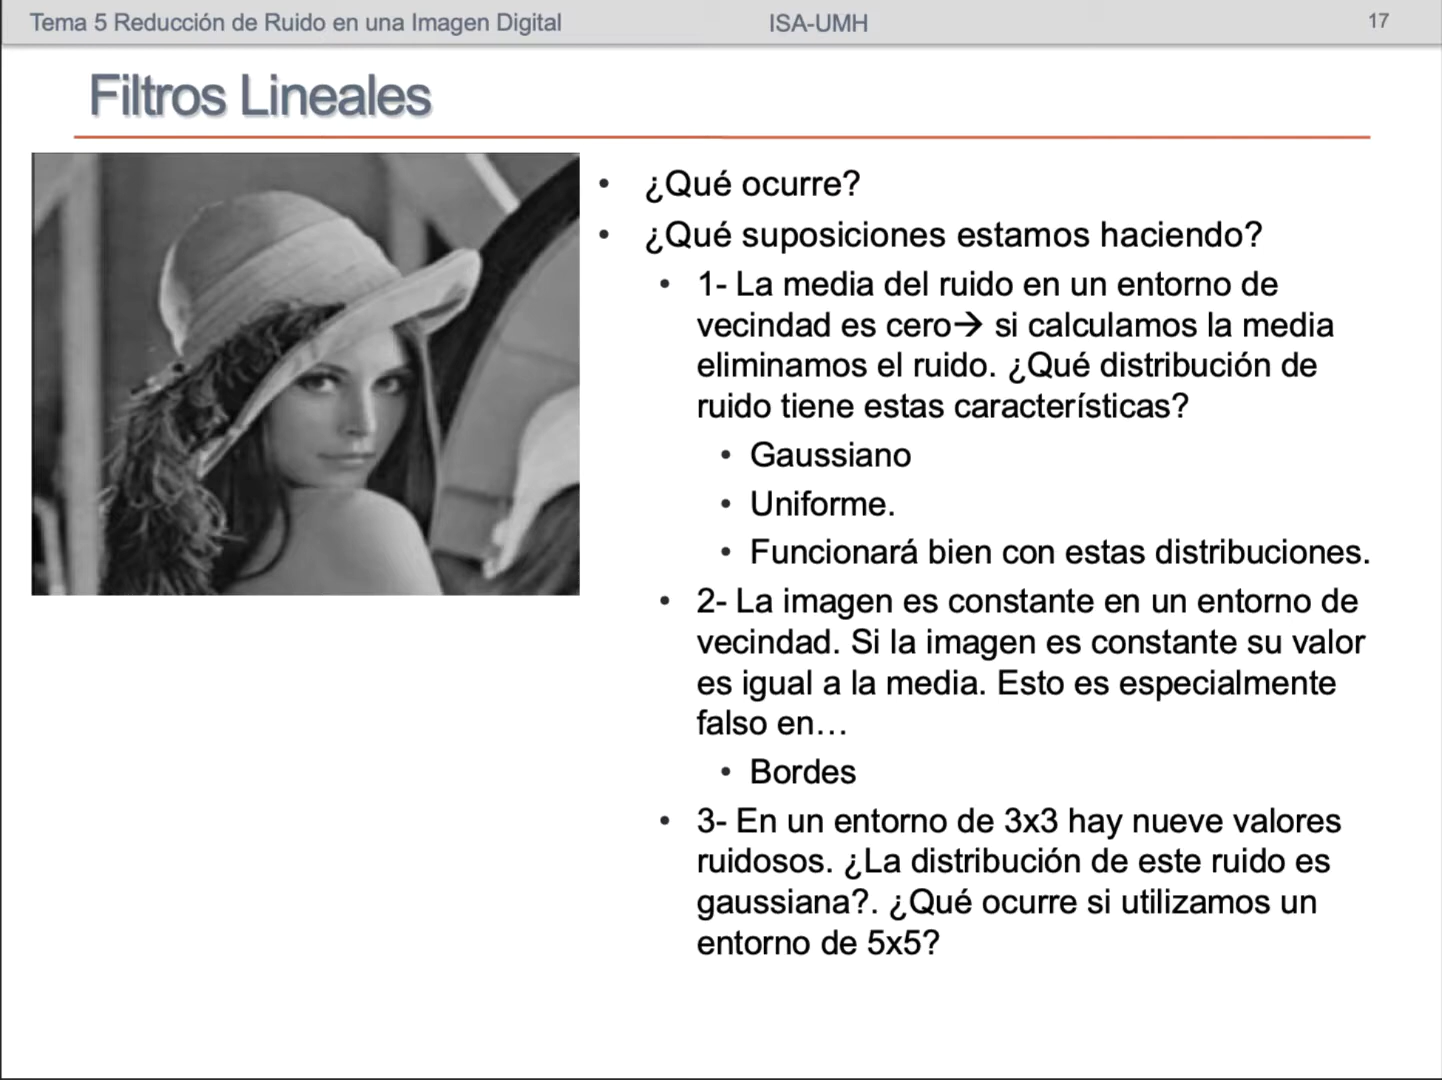 Tema 5 Reducción de Ruido en una Imagen Digital
ISA-UMH
17
Filtros Lineales
• ¿Qué ocurre?
• ¿Qué suposiciones estamos haciendo?
• 1- La media del ruido en un entorno de
vecindad es cero→ si calculamos la media
eliminamos el ruido. ¿Qué distribución de
ruido tiene estas características?
• Gaussiano
• Uniforme.
• Funcionará bien con estas distribuciones.
• 2- La imagen es constante en un entorno de
vecindad. Si la imagen es constante su valor
es igual a la media. Esto es especialmente
falso en…
• Bordes
• 3- En un entorno de 3x3 hay nueve valores
ruidosos. ¿La distribución de este ruido es
gaussiana?. ¿Qué ocurre si utilizamos un
entorno de 5x5?